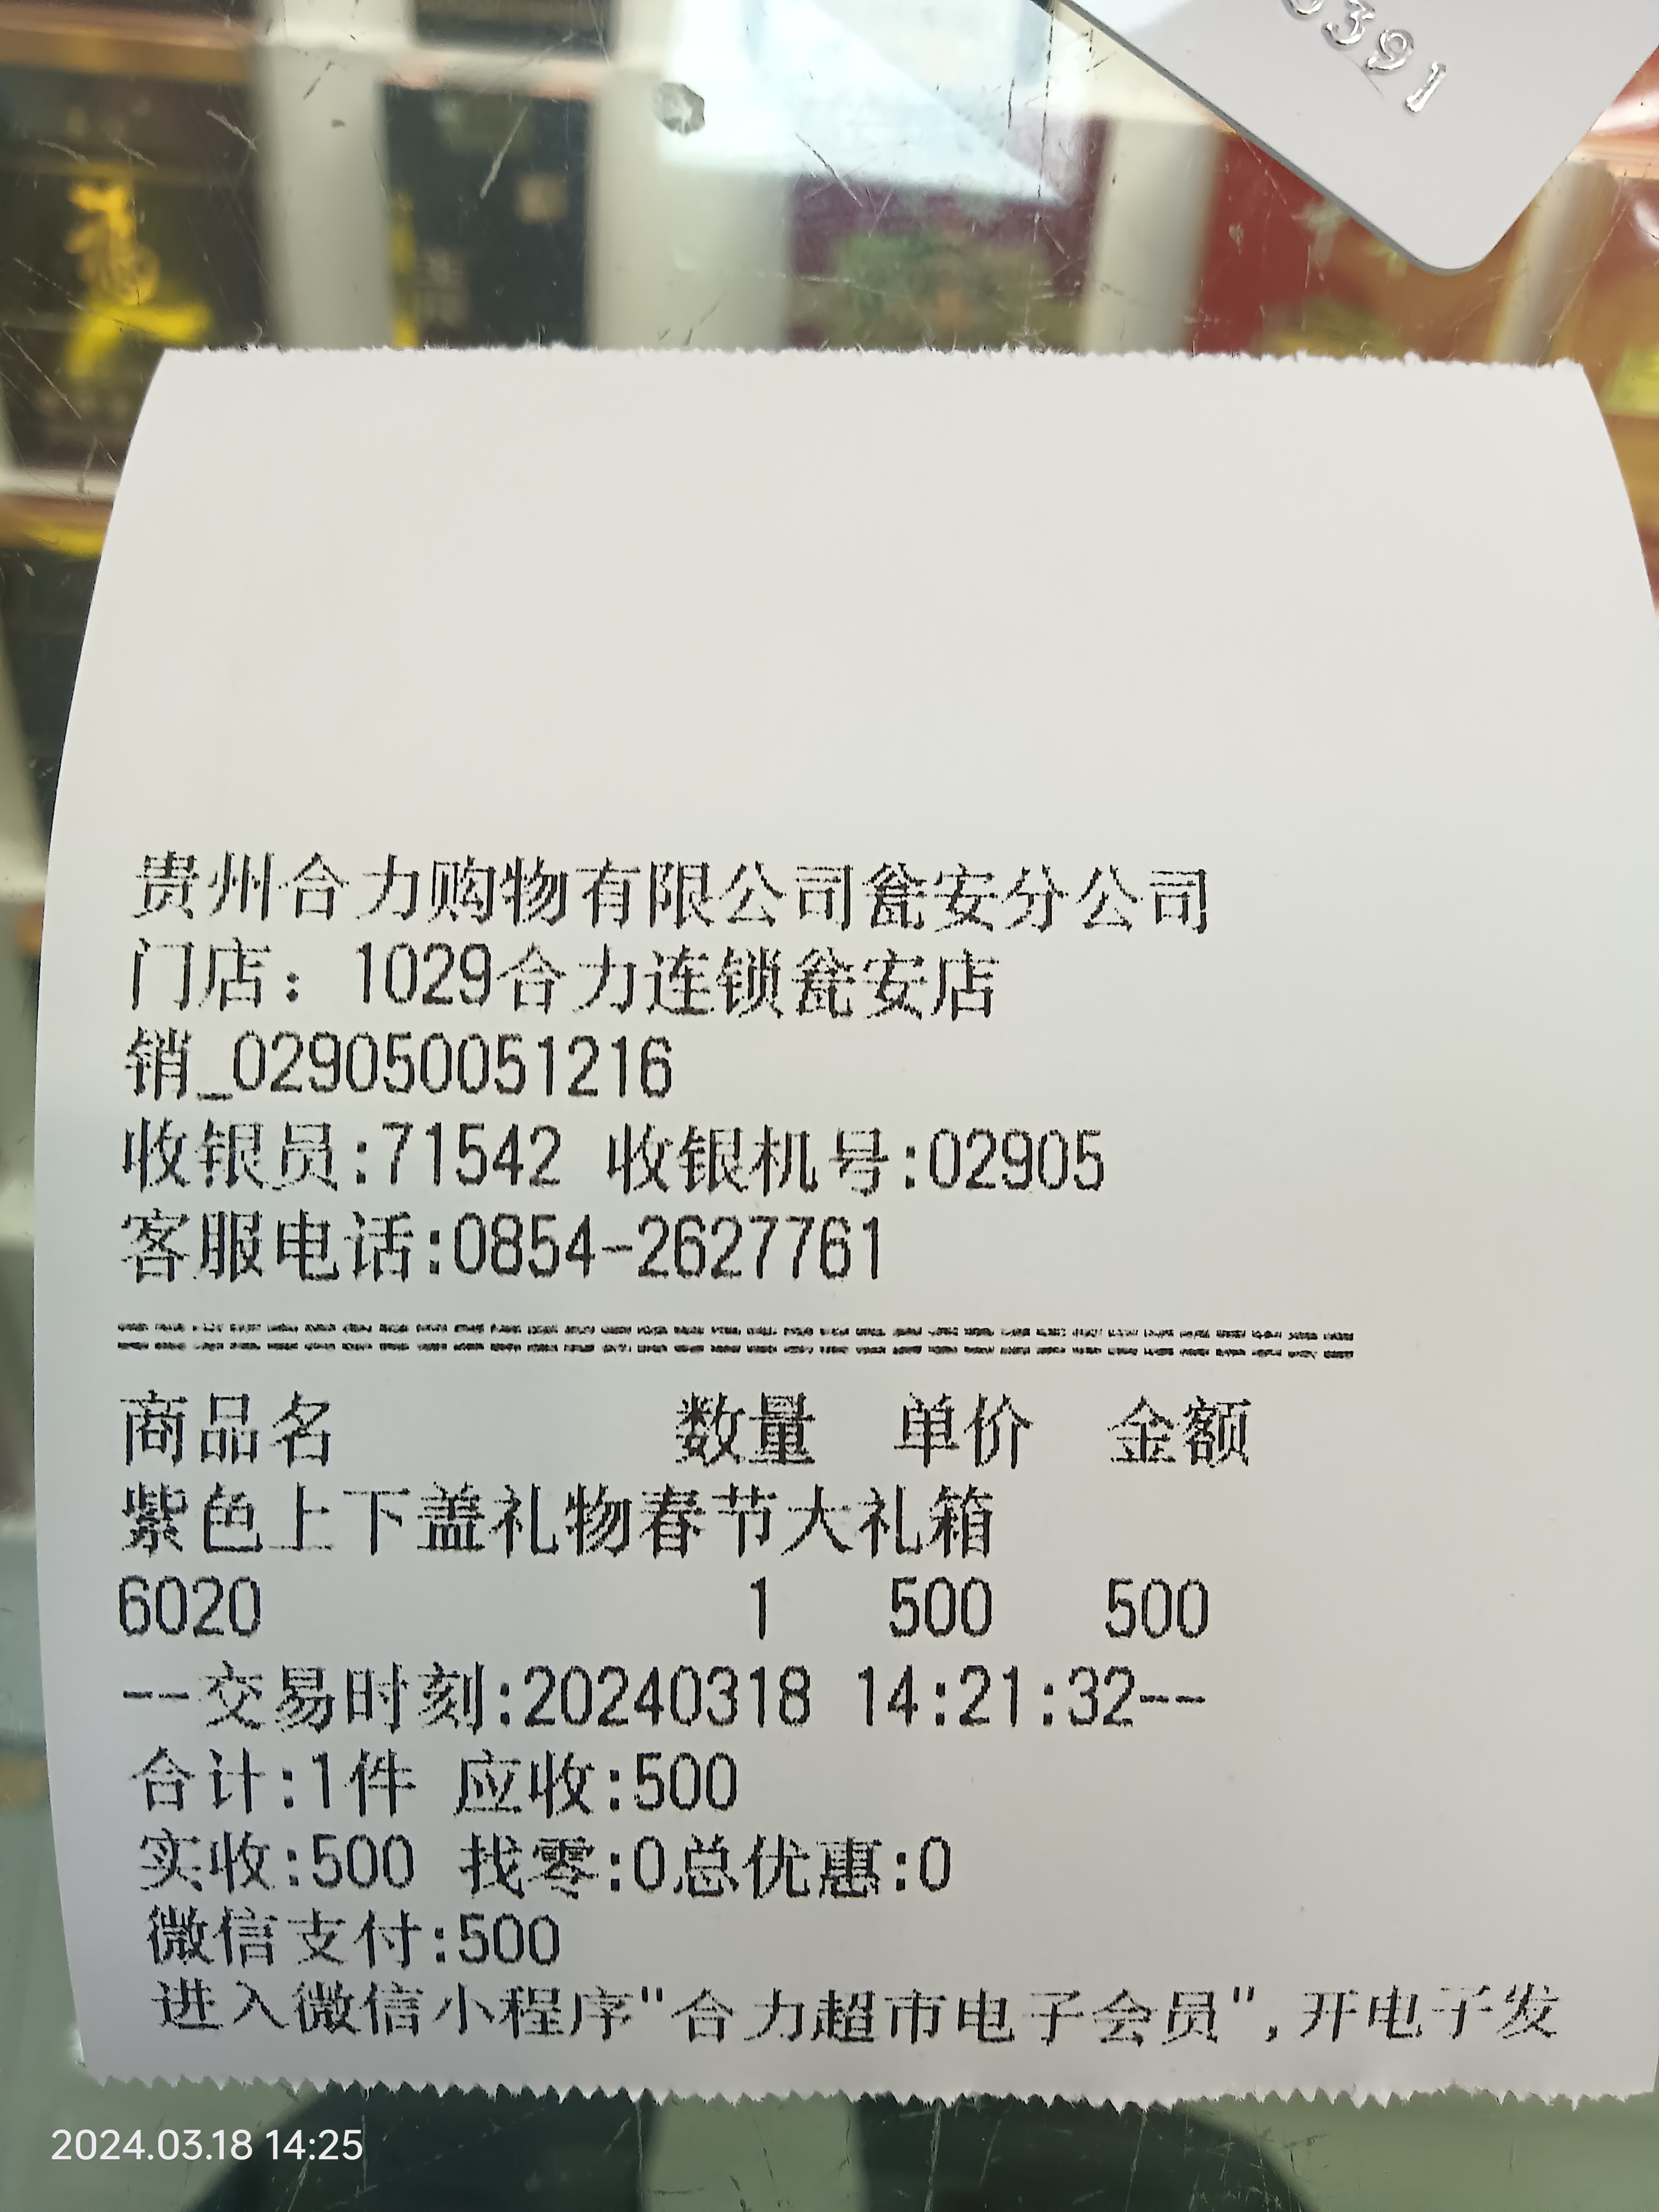 391
福
贵州合力购物有限公司瓮安分公司
门店：1029合力连锁瓮安店
销_029050051216
收银员:71542 收银机号:02905
客服电话:0854-2627761
==================================
商品名 数量 单价 金额
紫色上下盖礼物春节大礼箱
6020 1 500 500
--交易时刻:20240318 14:21:32--
合计:1件 应收:500
实收:500 找零:0总优惠:0
微信支付:500
进入微信小程序"合力超市电子会员",开电子发
2024.03.18 14:25